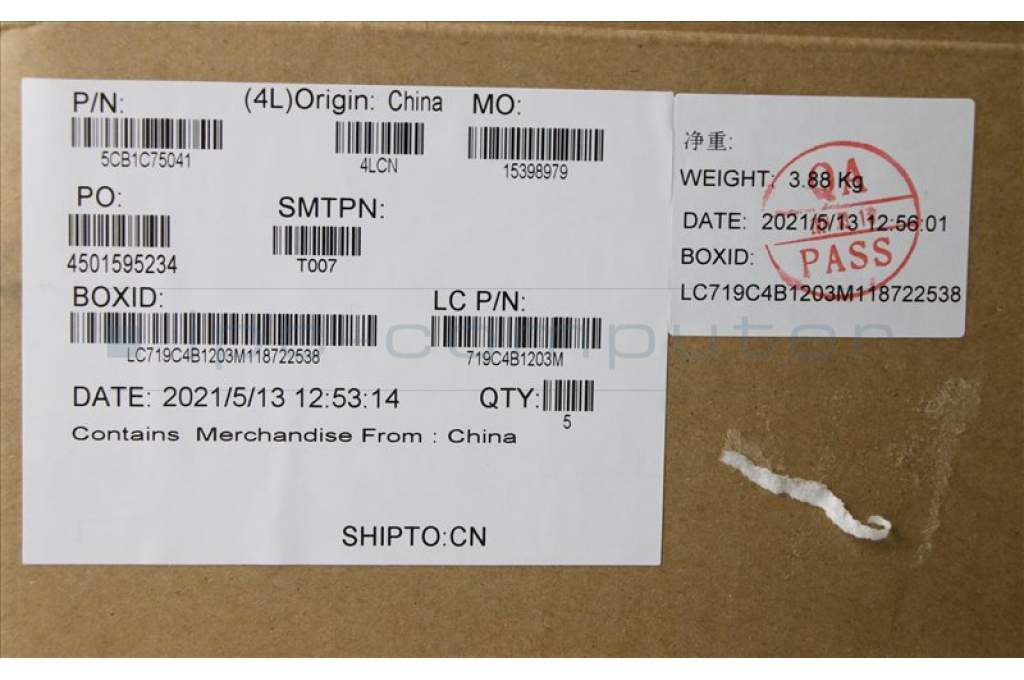 P/N:
(4L)Origin: China
MO:
5CB1C75041
4LCN
15398979
PO:
SMTPN:
4501595234
T007
BOXID:
LC P/N:
LC719C4B1203M118722538
719C4B1203M
DATE: 2021/5/13 12:53:14
QTY:
5
Contains Merchandise From : China
SHIPTO:CN
净重:
WEIGHT: 3.88 Kg
DATE: 2021/5/13 12:56:01
BOXID:
LC719C4B1203M118722538
QA
PASS
computer